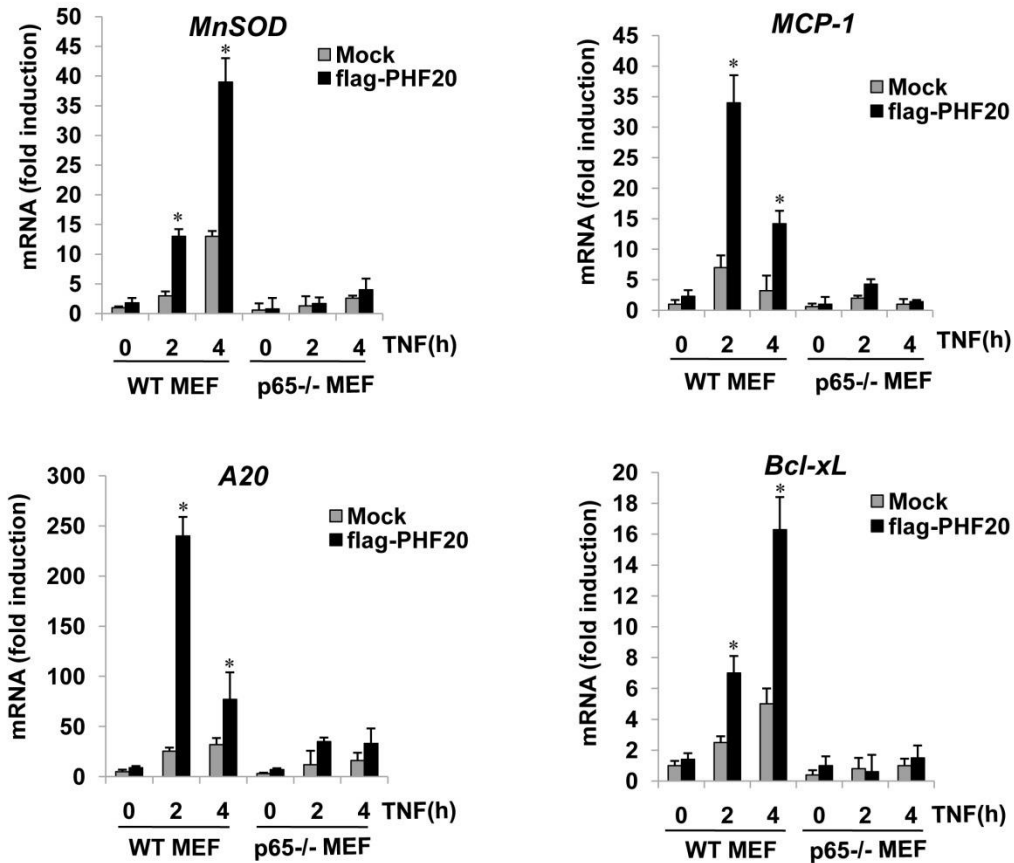 MnSOD
mRNA (fold induction)
50
45
40
35
30
25
20
15
10
5
0
Mock
flag-PHF20
*
*
0 2 4 0 2 4 TNF(h)
WT MEF p65-/- MEF
MCP-1
mRNA (fold induction)
45
40
35
30
25
20
15
10
5
0
Mock
flag-PHF20
*
*
0 2 4 0 2 4 TNF(h)
WT MEF p65-/- MEF
A20
mRNA (fold induction)
300
250
200
150
100
50
0
Mock
flag-PHF20
*
*
0 2 4 0 2 4 TNF(h)
WT MEF p65-/- MEF
Bcl-xL
mRNA (fold induction)
20
18
16
14
12
10
8
6
4
2
0
Mock
flag-PHF20
*
*
0 2 4 0 2 4 TNF(h)
WT MEF p65-/- MEF